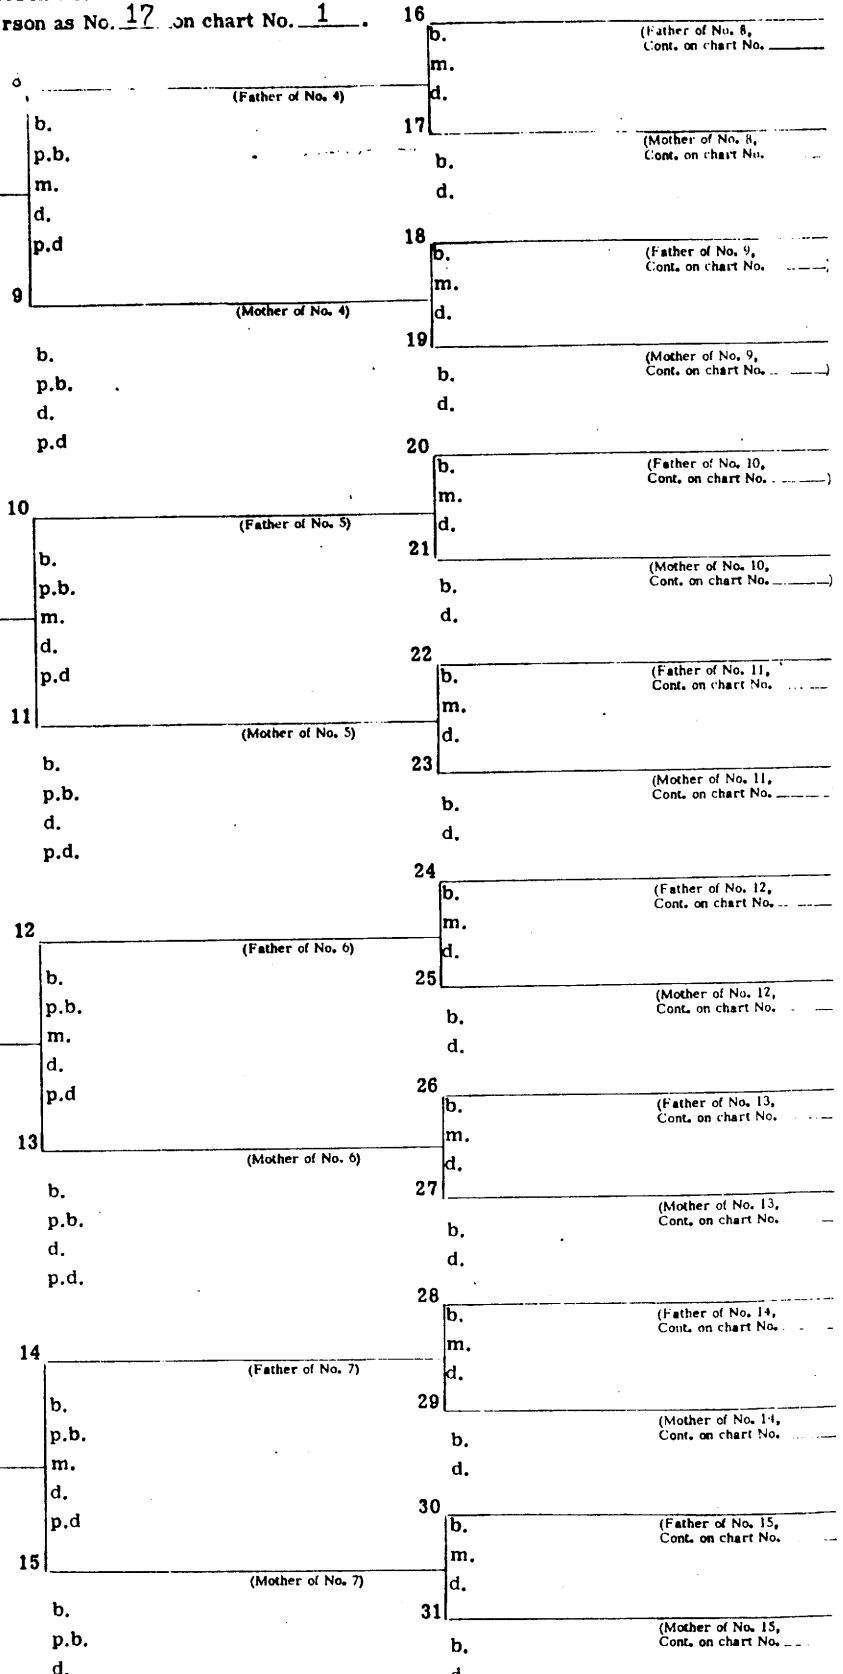 rson as No. 17 on chart No. 1.
8
(Father of No. 4)
b.
p.b.
m.
d.
p.d
9
(Mother of No. 4)
b.
p.b.
d.
p.d
10
(Father of No. 5)
b.
p.b.
m.
d.
p.d
11
(Mother of No. 5)
b.
p.b.
d.
p.d.
12
(Father of No. 6)
b.
p.b.
m.
d.
p.d
13
(Mother of No. 6)
b.
p.b.
d.
p.d.
14
(Father of No. 7)
b.
p.b.
m.
d.
p.d
15
(Mother of No. 7)
b.
p.b.
d.
16
b.
(Father of No. 8,
Cont. on chart No.
m.
d.
17
(Mother of No. 8,
Cont. on chart No.
b.
d.
18
b.
(Father of No. 9,
Cont. on chart No. )
m.
d.
19
(Mother of No. 9,
Cont. on chart No. )
b.
d.
20
b.
(Father of No. 10,
Cont. on chart No. )
m.
d.
21
(Mother of No. 10,
Cont. on chart No. )
b.
d.
22
b.
(Father of No. 11,
Cont. on chart No.
m.
d.
23
(Mother of No. 11,
Cont. on chart No.
b.
d.
24
b.
(Father of No. 12,
Cont. on chart No.
m.
d.
25
(Mother of No. 12,
Cont. on chart No.
b.
d.
26
b.
(Father of No. 13,
Cont. on chart No.
m.
d.
27
(Mother of No. 13,
Cont. on chart No.
b.
d.
28
b.
(Father of No. 14,
Cont. on chart No.
m.
d.
29
(Mother of No. 14,
Cont. on chart No.
b.
d.
30
b.
(Father of No. 15,
Cont. on chart No.
m.
d.
31
(Mother of No. 15,
Cont. on chart No.
b.
d.